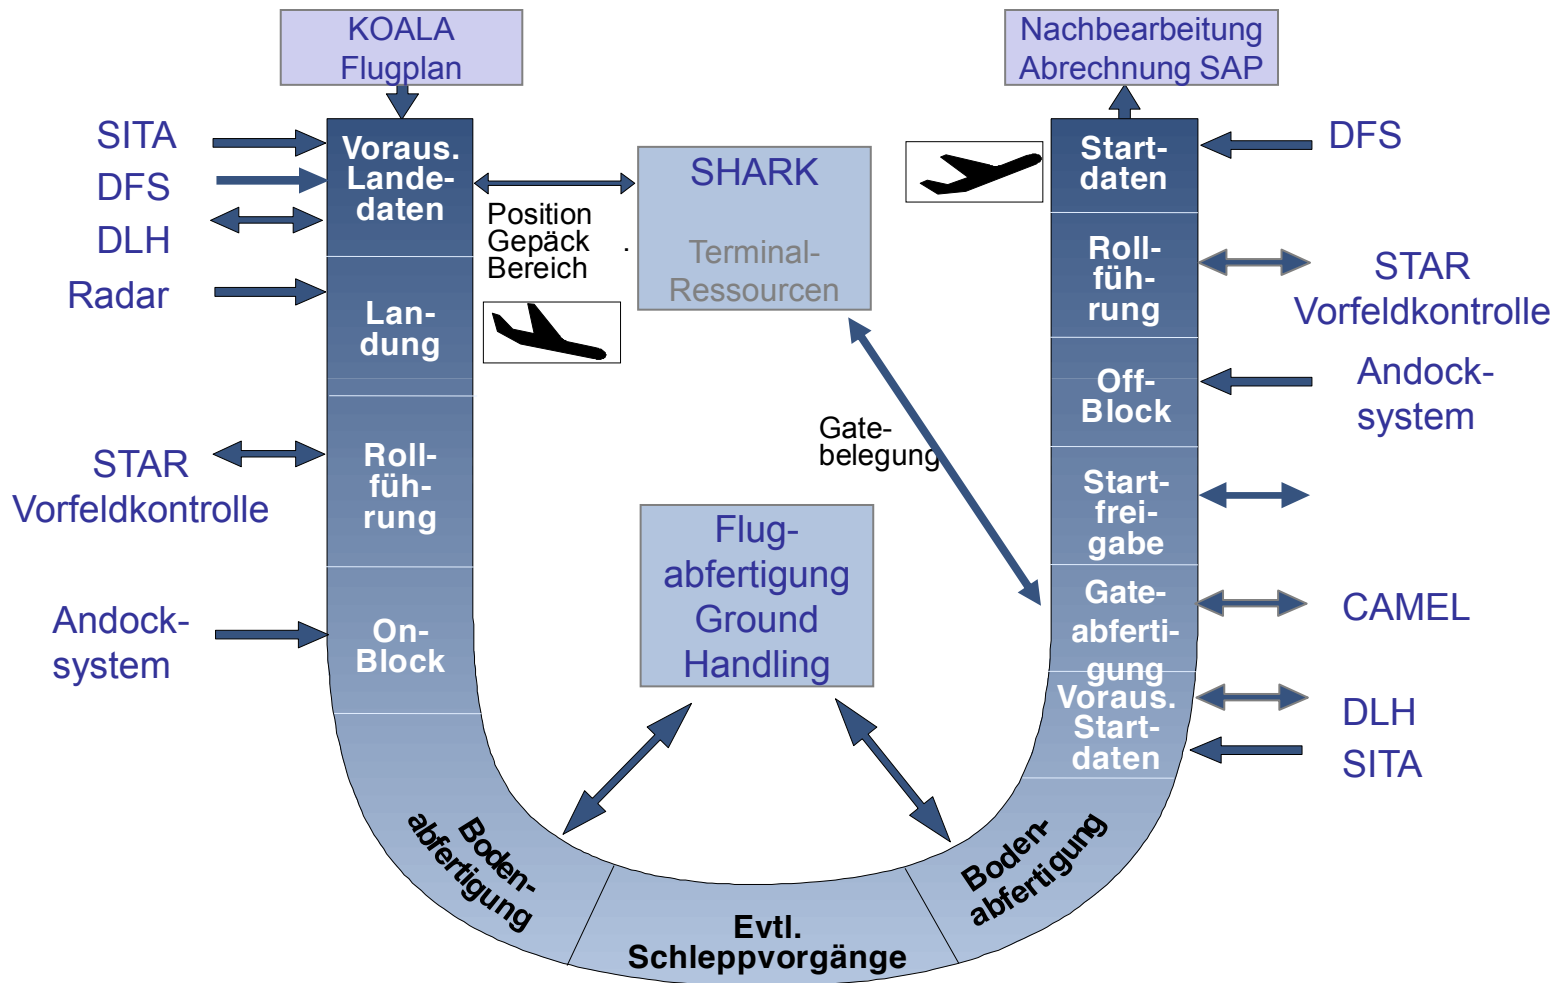 KOALA
Flugplan
SITA
DFS
DLH
Radar
STAR
Vorfeldkontrolle
Andock-
system
Voraus.
Lande-
daten
Lan-
dung
Roll-
füh-
rung
On-
Block
Boden-
abfertigung
Evtl.
Schleppvorgänge
Boden-
abfertigung
Position
Gepäck .
Bereich
SHARK
Terminal-
Ressourcen
Gate-
belegung
Flug-
abfertigung
Ground
Handling
Nachbearbeitung
Abrechnung SAP
Start-
daten
Roll-
füh-
rung
Off-
Block
Start-
frei-
gabe
Gate-
abferti-
gung
Voraus.
Start-
daten
DFS
STAR
Vorfeldkontrolle
Andock-
system
CAMEL
DLH
SITA